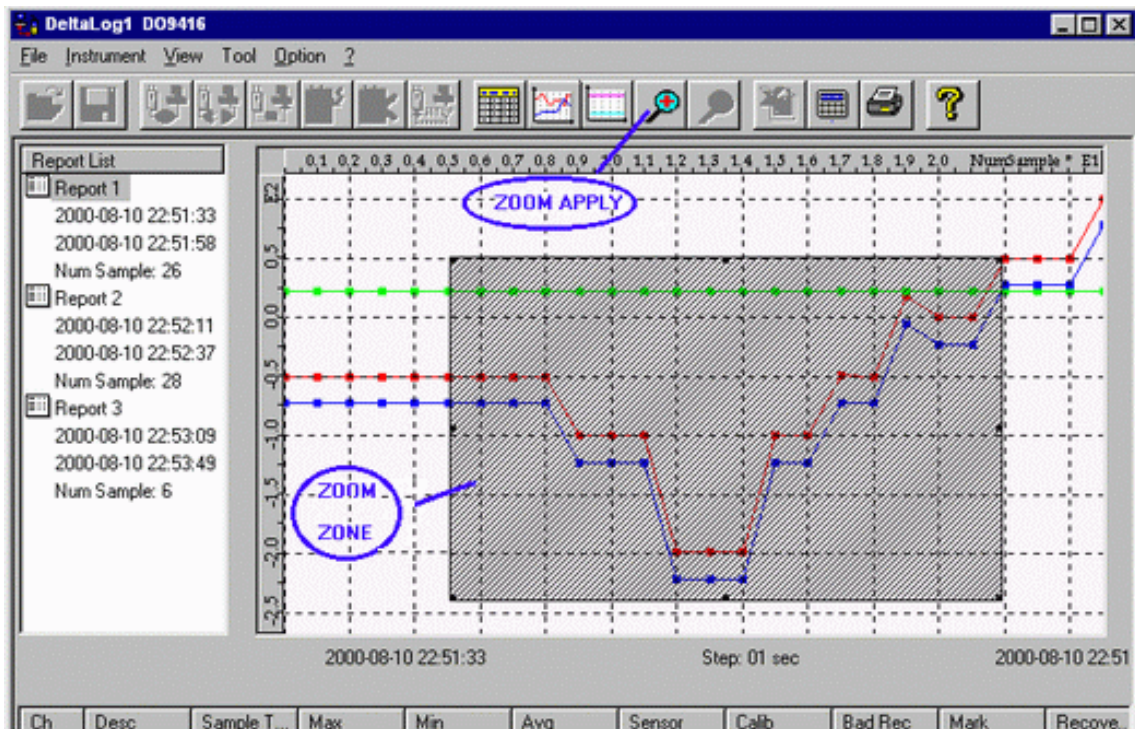 DeltaLog1 DO9416
File Instrument View Tool Option ?
Report List
Report 1
2000-08-10 22:51:33
2000-08-10 22:51:58
Num Sample: 26
Report 2
2000-08-10 22:52:11
2000-08-10 22:52:37
Num Sample: 28
Report 3
2000-08-10 22:53:09
2000-08-10 22:53:49
Num Sample: 6
0,1 0,2 0,3 0,4 0,5 0,6 0,7 0,8 0,9 1,0 1,1 1,2 1,3 1,4 1,5 1,6 1,7 1,8 1,9 2,0 NumSample * E1
E2
0,5
0,0
-0,5
-1,0
-1,5
-2,0
-2,5
ZOOM APPLY
ZOOM
ZONE
2000-08-10 22:51:33 Step: 01 sec 2000-08-10 22:51
Ch Desc Sample T... Max Min Avg Sensor Calib Bad Rec Mark Recove..